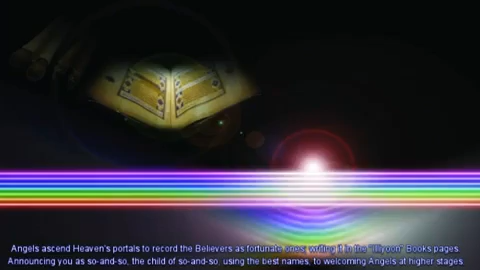 Angels ascend Heaven's portals to record the Believers as fortunate ones, writing it in the "Illiyoon" Books pages.
Announcing you as so-and-so, the child of so-and-so, using the best names, to welcoming Angels at higher stages.